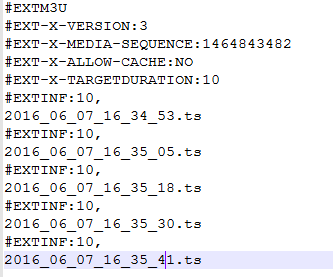 #EXTM3U
#EXT-X-VERSION:3
#EXT-X-MEDIA-SEQUENCE:1464843482
#EXT-X-ALLOW-CACHE:NO
#EXT-X-TARGETDURATION:10
#EXTINF:10,
2016_06_07_16_34_53.ts
#EXTINF:10,
2016_06_07_16_35_05.ts
#EXTINF:10,
2016_06_07_16_35_18.ts
#EXTINF:10,
2016_06_07_16_35_30.ts
#EXTINF:10,
2016_06_07_16_35_41.ts